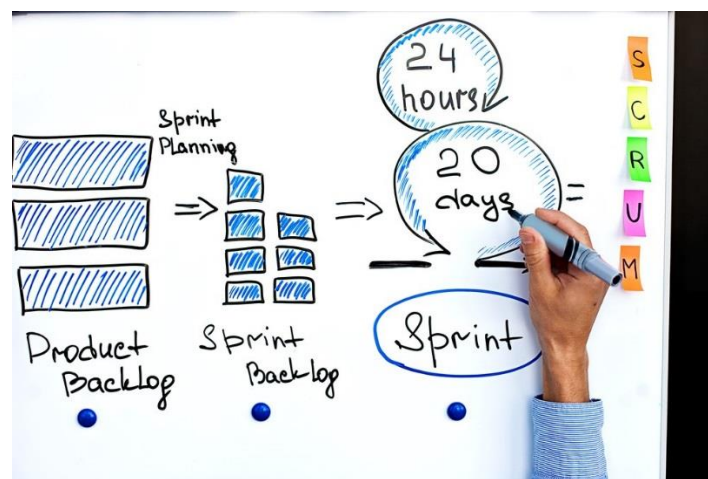 Sprint
Planning
Product
Backlog
Sprint
Backlog
24
hours
20
days
=
Sprint
S
C
R
U
M